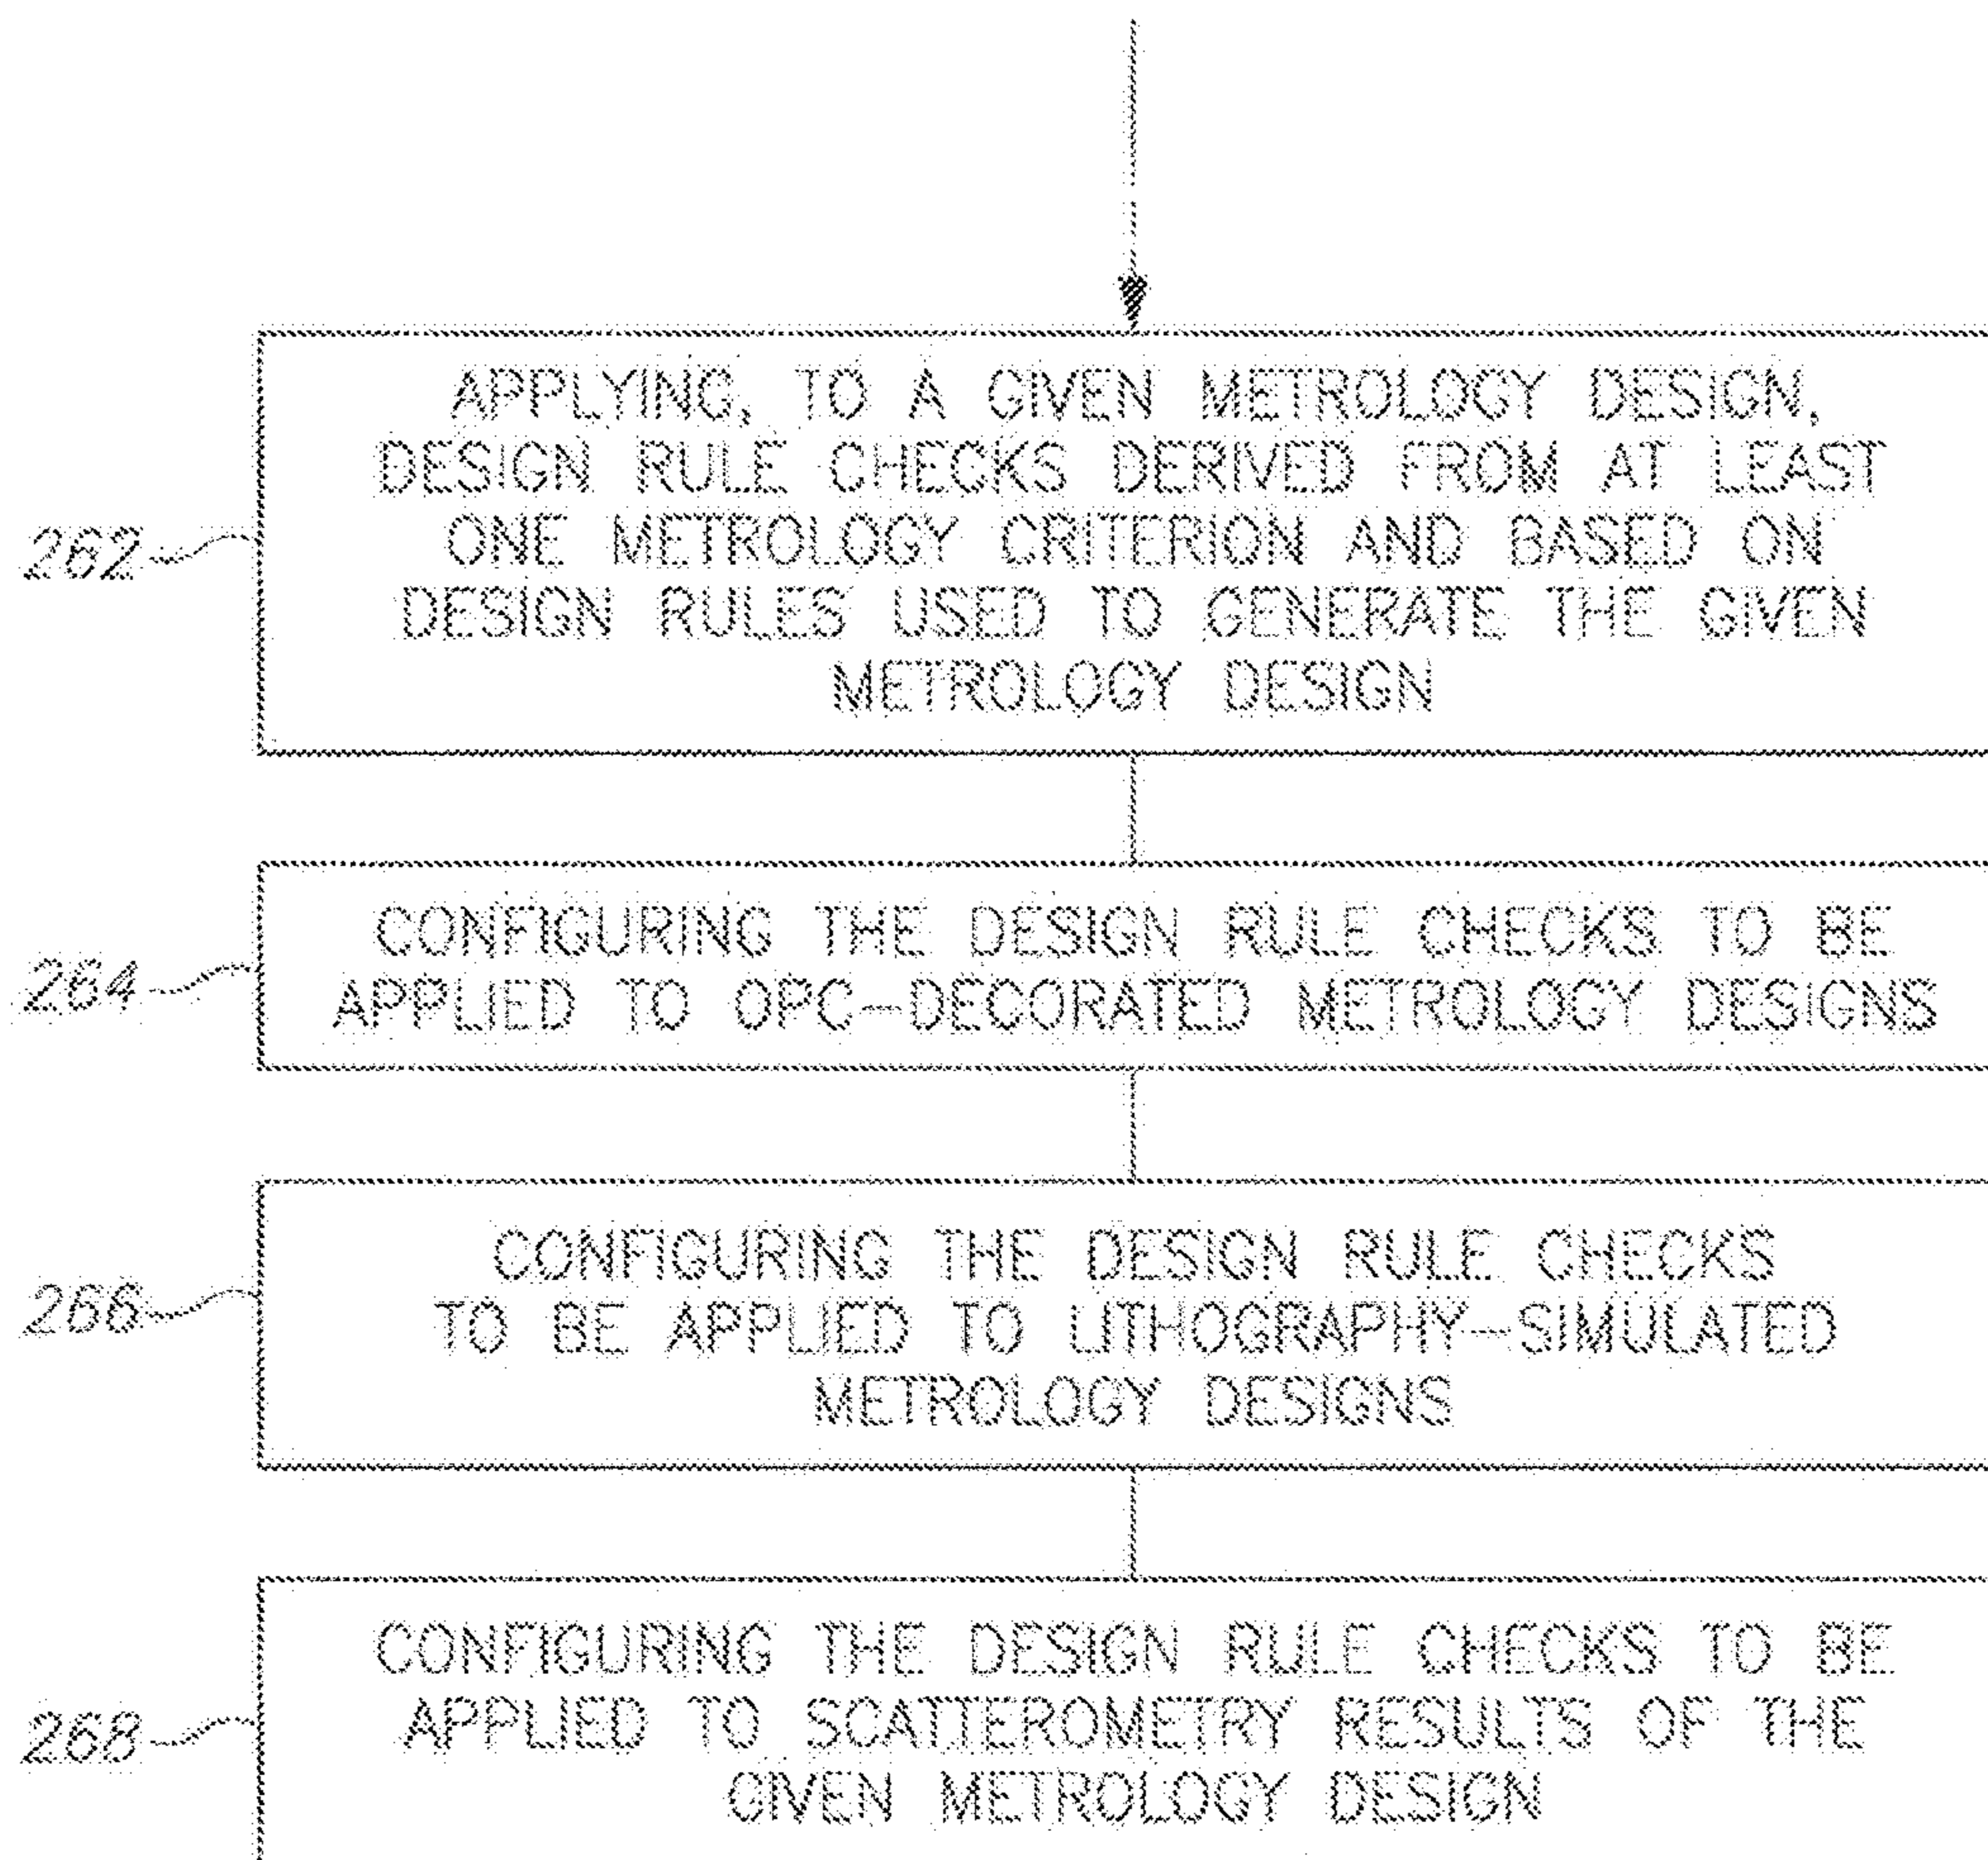 APPLYING, TO A GIVEN METROLOGY DESIGN,
DESIGN RULE CHECKS DERIVED FROM AT LEAST
ONE METROLOGY CRITERION AND BASED ON
DESIGN RULES USED TO GENERATE THE GIVEN
METROLOGY DESIGN
262
CONFIGURING THE DESIGN RULE CHECKS TO BE
APPLIED TO OPC-DECORATED METROLOGY DESIGNS
264
CONFIGURING THE DESIGN RULE CHECKS
TO BE APPLIED TO LITHOGRAPHY-SIMULATED
METROLOGY DESIGNS
266
CONFIGURING THE DESIGN RULE CHECKS TO BE
APPLIED TO SCATTEROMETRY RESULTS OF THE
GIVEN METROLOGY DESIGN
268